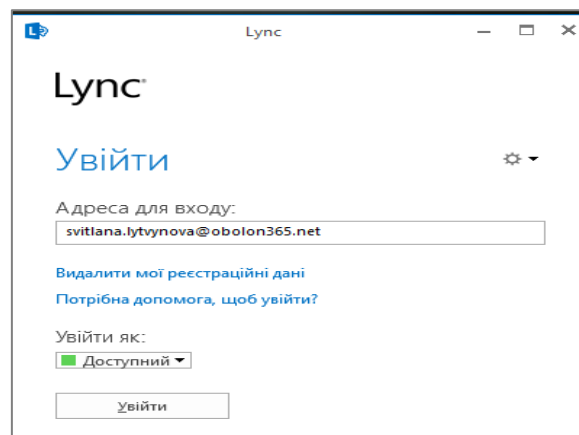 Lync
Lync
Увійти
Адреса для входу:
svitlana.lytvynova@obolon365.net
Видалити мої реєстраційні дані
Потрібна допомога, щоб увійти?
Увійти як:
Доступний
Увійти